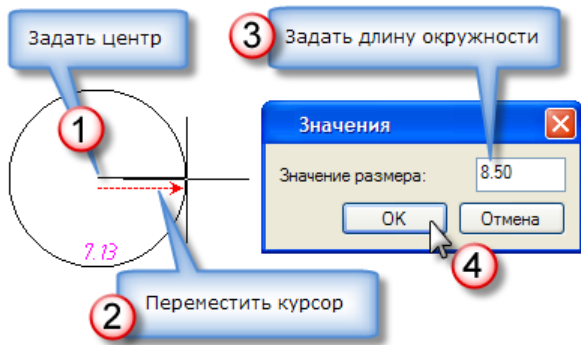 Задать центр
1
7.13
2
Переместить курсор
3
Задать длину окружности
Значения
Значение размера:
8.50
OK
Отмена
4